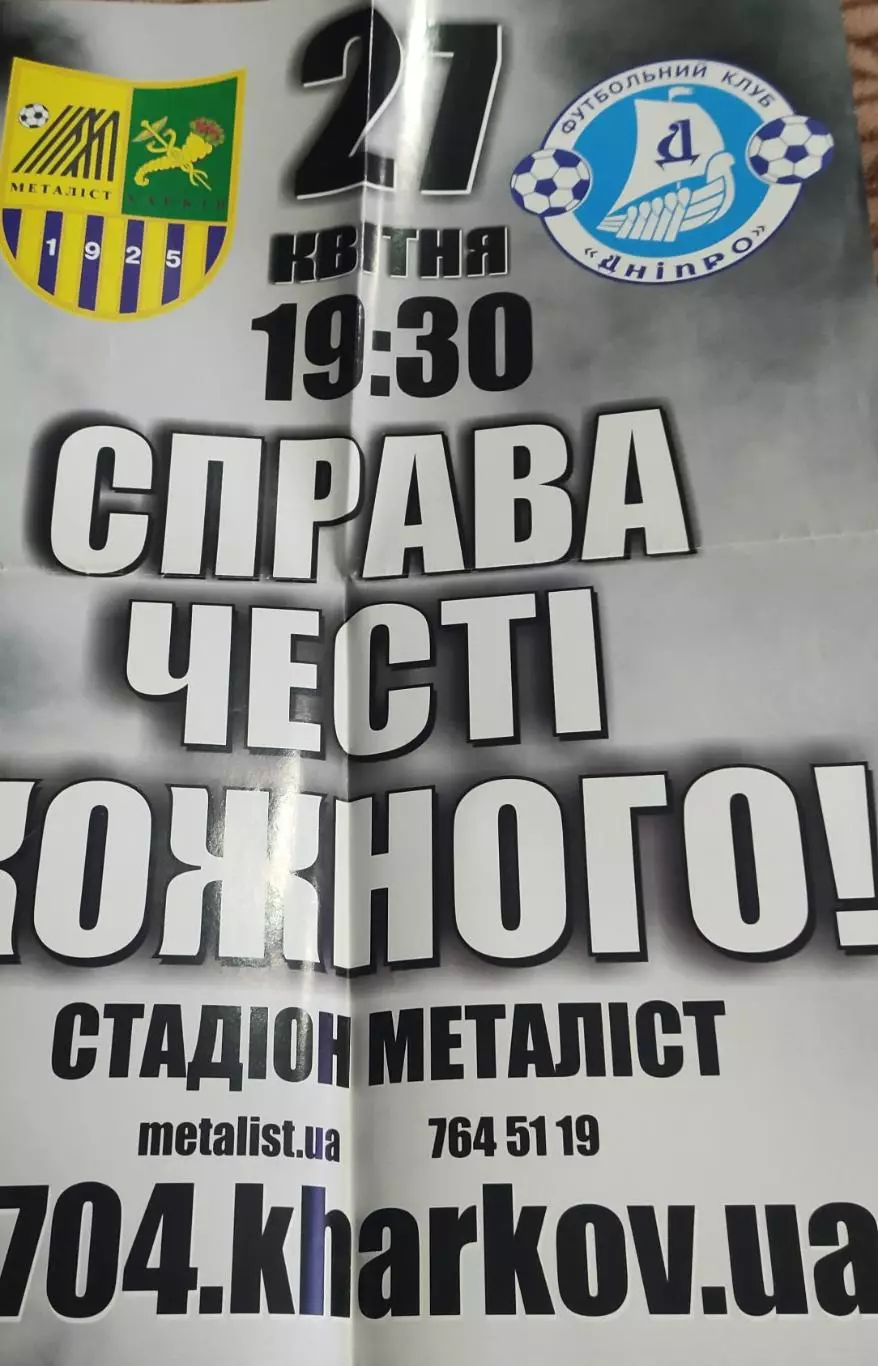 27
КВІТНЯ
19:30
МЕТАЛІСТ
ХАРКІВ
1925
ФУТБОЛЬНИЙ КЛУБ
Д
«ДНІПРО»
СПРАВА
ЧЕСТІ
КОЖНОГО!
СТАДІОН МЕТАЛІСТ
metalist.ua 764 51 19
704.kharkov.ua